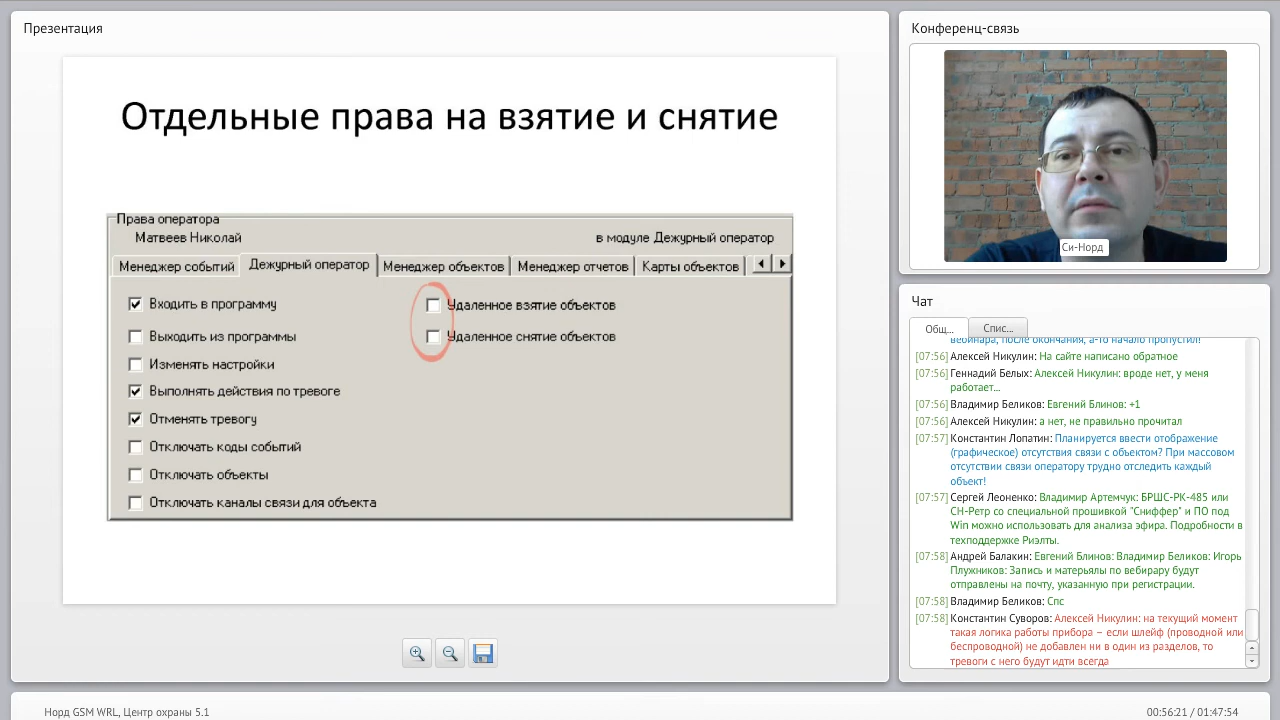 Презентация
Отдельные права на взятие и снятие
Права оператора
Матвеев Николай
в модуле Дежурный оператор
Менеджер событий
Дежурный оператор
Менеджер объектов
Менеджер отчетов
Карты объектов
Входить в программу
Выходить из программы
Изменять настройки
Выполнять действия по тревоге
Отменять тревогу
Отключать коды событий
Отключать объекты
Отключать каналы связи для объекта
Удаленное взятие объектов
Удаленное снятие объектов
Конференц-связь
Си-Норд
Чат
Общ...
Спис...
вебинара, после окончания, а-то начало пропустил!
[07:56] Алексей Никулин: На сайте написано обратное
[07:56] Геннадий Белых: Алексей Никулин: вроде нет, у меня
работает...
[07:56] Владимир Беликов: Евгений Блинов: +1
[07:56] Алексей Никулин: а нет, не правильно прочитал
[07:57] Константин Лопатин: Планируется ввести отображение
(графическое) отсутствия связи с объектом? При массовом
отсутствии связи оператору трудно отследить каждый
объект!
[07:57] Сергей Леоненко: Владимир Артемчук: БРШС-РК-485 или
СН-Ретр со специальной прошивкой "Сниффер" и ПО под
Win можно использовать для анализа эфира. Подробности в
техподдержке Риэлты.
[07:58] Андрей Балакин: Евгений Блинов: Владимир Беликов: Игорь
Плужников: Запись и матерьялы по вебирару будут
отправлены на почту, указанную при регистрации.
[07:58] Владимир Беликов: Спс
[07:58] Константин Суворов: Алексей Никулин: на текущий момент
такая логика работы прибора – если шлейф (проводной или
беспроводной) не добавлен ни в один из разделов, то
тревоги с него будут идти всегда
Норд GSM WRL, Центр охраны 5.1
00:56:21 / 01:47:54